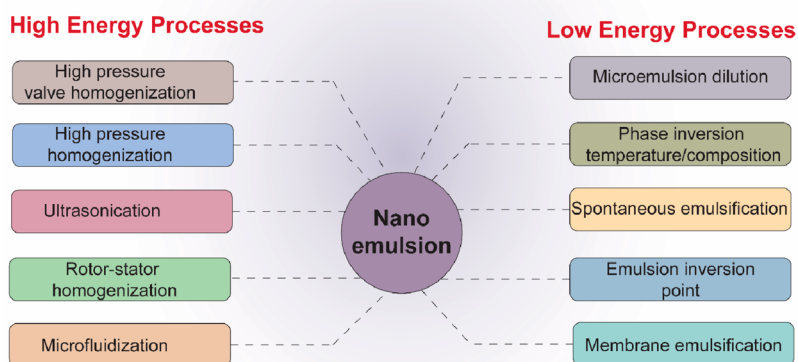 High Energy Processes
High pressure
valve homogenization
High pressure
homogenization
Ultrasonication
Rotor-stator
homogenization
Microfluidization
Nano
emulsion
Low Energy Processes
Microemulsion dilution
Phase inversion
temperature/composition
Spontaneous emulsification
Emulsion inversion
point
Membrane emulsification